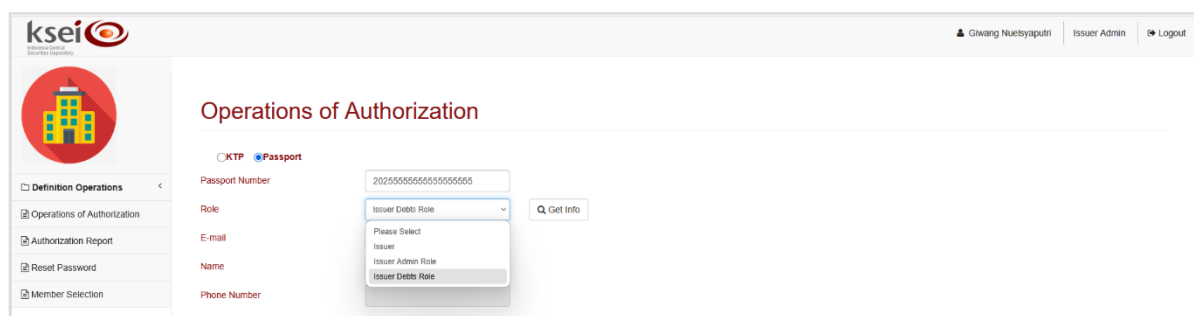 ksei
Indonesia Central
Securities Depository
Giwang Nuelsyaputri
Issuer Admin
Logout
Operations of Authorization
KTP Passport
Definition Operations
Operations of Authorization
Authorization Report
Reset Password
Member Selection
Passport Number
Role Issuer Debts Role Get Info
Please Select
Issuer
Issuer Admin Role
Issuer Debts Role
E-mail
Name
Phone Number